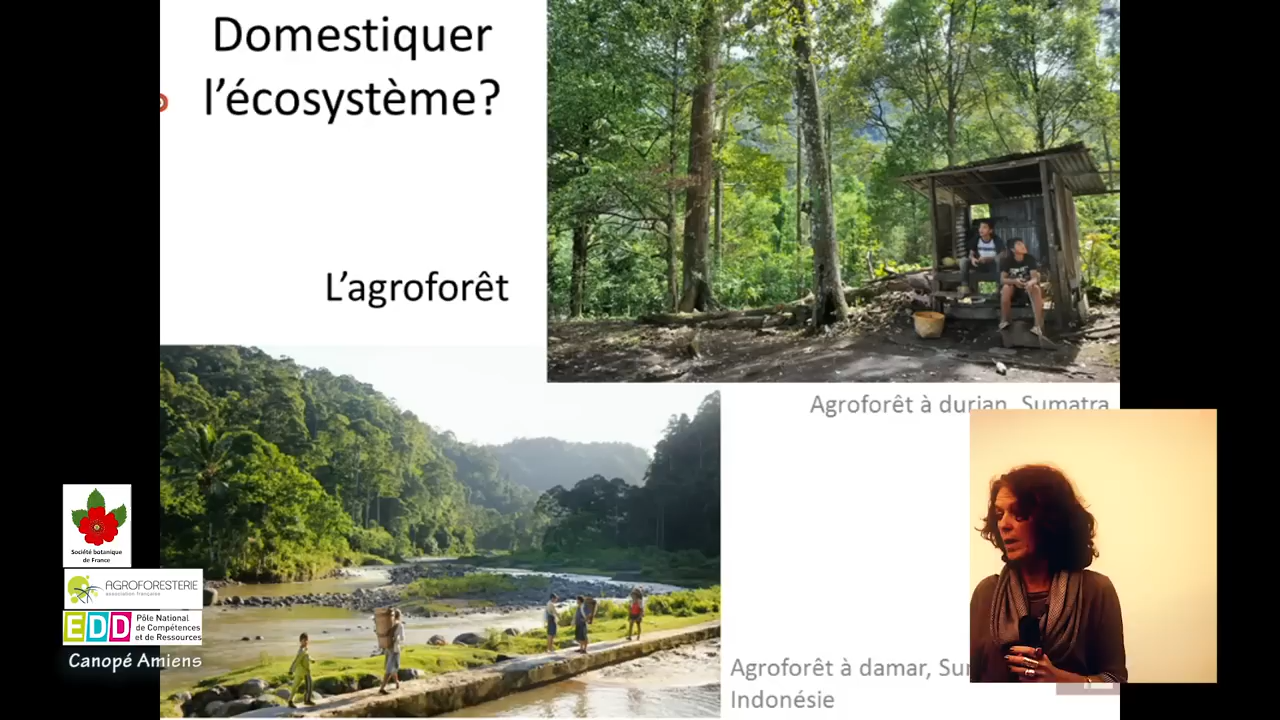 Domestiquer
l’écosystème?
L’agroforêt
Agroforêt à durian, Sumatra
Agroforêt à damar,
Indonésie
Société botanique
de France
AGROFORESTERIE
association française
EDD
Pôle National
de Compétences
et de Ressources
Canopé Amiens